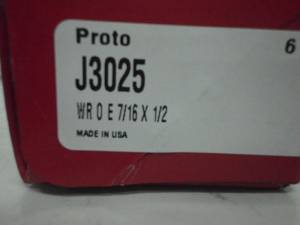 Proto 6
J3025
WR O E 7/16 X 1/2
MADE IN USA